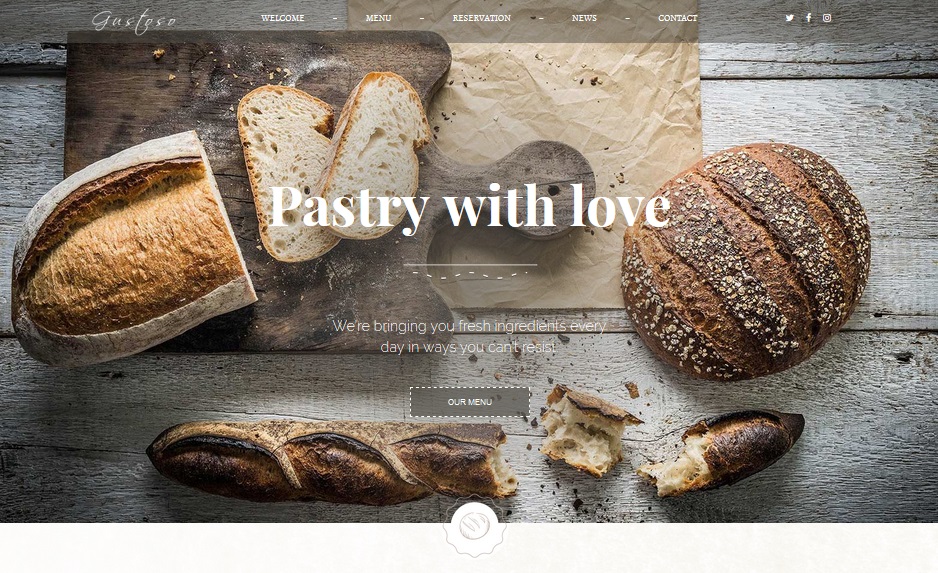 Gustoso
WELCOME – MENU – RESERVATION – NEWS – CONTACT
Pastry with love
We're bringing you fresh ingredients every
day in ways you can't resist.
OUR MENU